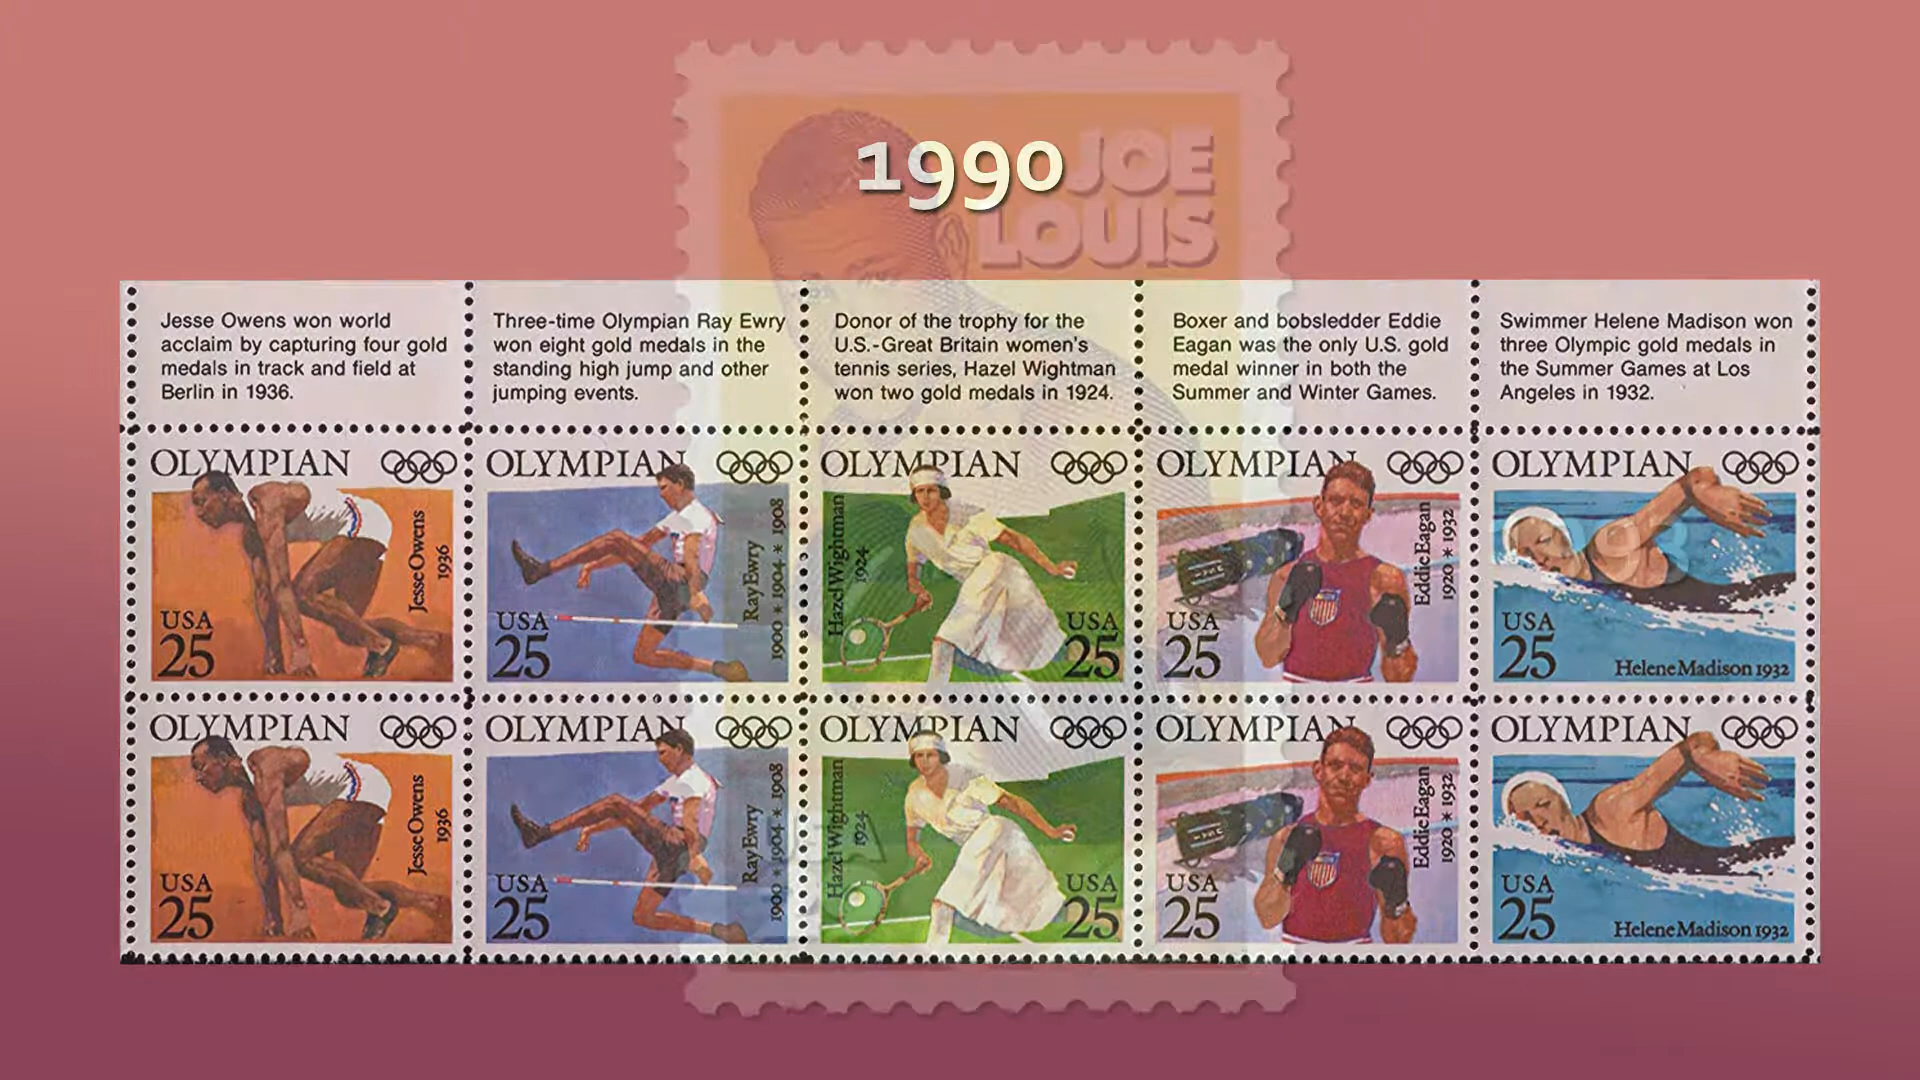 1990
JOE
LOUIS
Jesse Owens won world
acclaim by capturing four gold
medals in track and field at
Berlin in 1936.
Three-time Olympian Ray Ewry
won eight gold medals in the
standing high jump and other
jumping events.
Donor of the trophy for the
U.S.-Great Britain women's
tennis series, Hazel Wightman
won two gold medals in 1924.
Boxer and bobsledder Eddie
Eagan was the only U.S. gold
medal winner in both the
Summer and Winter Games.
Swimmer Helene Madison won
three Olympic gold medals in
the Summer Games at Los
Angeles in 1932.
OLYMPIAN
Jesse Owens
1936
USA
25
OLYMPIAN
Ray Ewry
1900 * 1904 * 1908
USA
25
OLYMPIAN
Hazel Wightman
1924
USA
25
OLYMPIAN
Eddie Eagan
1920 * 1932
USA
25
OLYMPIAN
USA
25
Helene Madison 1932
OLYMPIAN
Jesse Owens
1936
USA
25
OLYMPIAN
Ray Ewry
1900 * 1904 * 1908
USA
25
OLYMPIAN
Hazel Wightman
1924
USA
25
OLYMPIAN
Eddie Eagan
1920 * 1932
USA
25
OLYMPIAN
USA
25
Helene Madison 1932